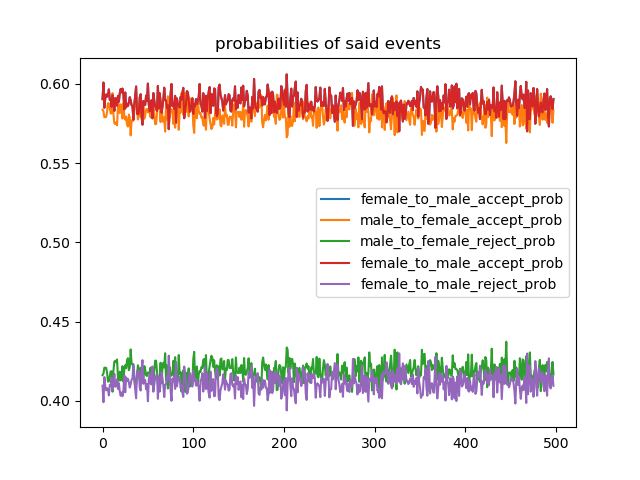 probabilities of said events
0.60
0.55
0.50
0.45
0.40
female_to_male_accept_prob
male_to_female_accept_prob
male_to_female_reject_prob
female_to_male_accept_prob
female_to_male_reject_prob
0 100 200 300 400 500